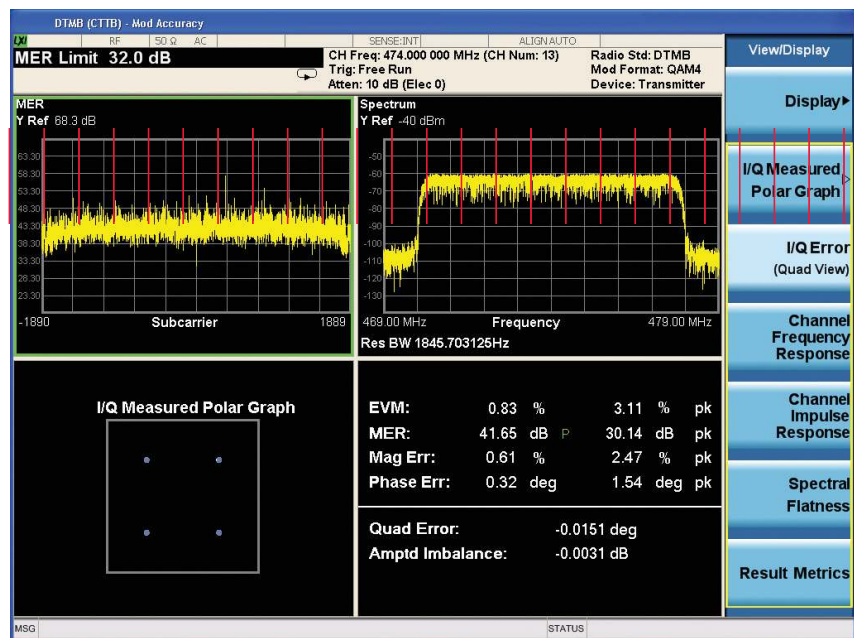 DTMB (CTTB) - Mod Accuracy
LXI RF 50 Ω AC SENSE:INT ALIGN AUTO
MER Limit 32.0 dB
CH Freq: 474.000 000 MHz (CH Num: 13)
Trig: Free Run
Atten: 10 dB (Elec 0)
Radio Std: DTMB
Mod Format: QAM4
Device: Transmitter
MER
Y Ref 68.3 dB
63.30
58.30
53.30
48.30
43.30
38.30
33.30
28.30
23.30
-1890 Subcarrier 1889
Spectrum
Y Ref -40 dBm
-50
-60
-70
-80
-90
-100
-110
-120
-130
469.00 MHz Frequency 479.00 MHz
Res BW 1845.703125Hz
I/Q Measured Polar Graph
EVM: 0.83 % 3.11 % pk
MER: 41.65 dB P 30.14 dB pk
Mag Err: 0.61 % 2.47 % pk
Phase Err: 0.32 deg 1.54 deg pk
Quad Error: -0.0151 deg
Amptd Imbalance: -0.0031 dB
View/Display
Display
I/Q Measured
Polar Graph
I/Q Error
(Quad View)
Channel
Frequency
Response
Channel
Impulse
Response
Spectral
Flatness
Result Metrics
MSG STATUS